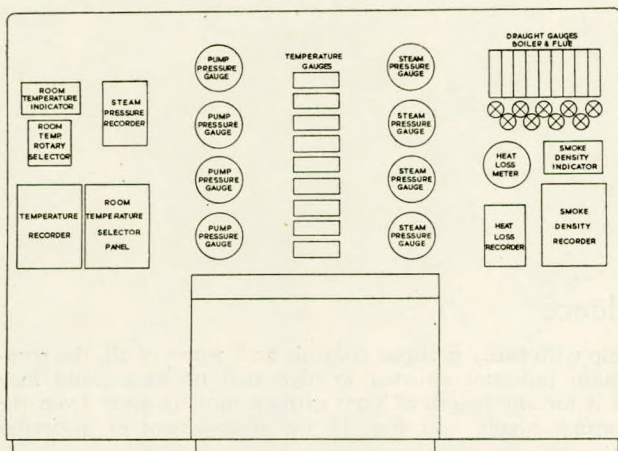 ROOM
TEMPERATURE
INDICATOR
ROOM
TEMP.
ROTARY
SELECTOR
STEAM
PRESSURE
RECORDER
TEMPERATURE
RECORDER
ROOM
TEMPERATURE
SELECTOR
PANEL
PUMP
PRESSURE
GAUGE
PUMP
PRESSURE
GAUGE
PUMP
PRESSURE
GAUGE
PUMP
PRESSURE
GAUGE
TEMPERATURE
GAUGES
STEAM
PRESSURE
GAUGE
STEAM
PRESSURE
GAUGE
STEAM
PRESSURE
GAUGE
STEAM
PRESSURE
GAUGE
DRAUGHT GAUGES
BOILER & FLUE
HEAT
LOSS
METER
SMOKE
DENSITY
INDICATOR
HEAT
LOSS
RECORDER
SMOKE
DENSITY
RECORDER